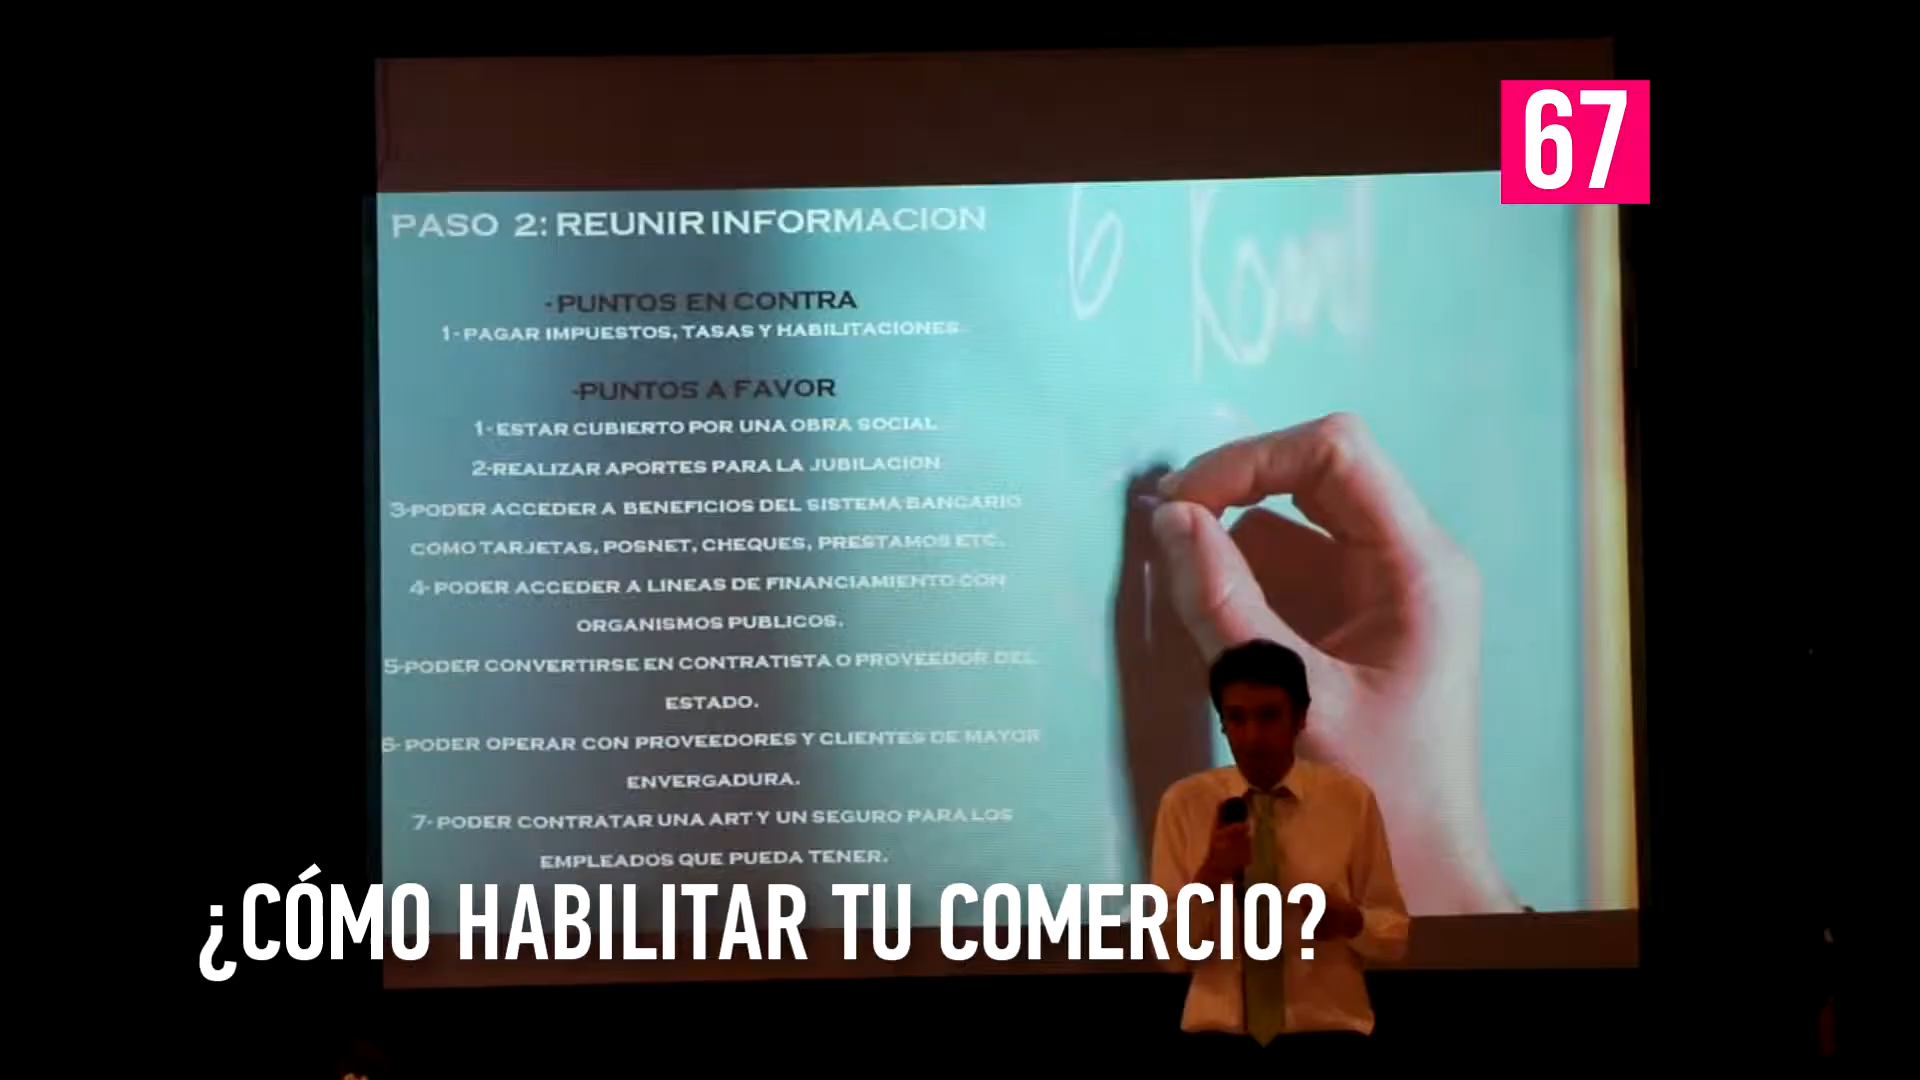 67
PASO 2: REUNIR INFORMACION
-PUNTOS EN CONTRA
1-PAGAR IMPUESTOS, TASAS Y HABILITACIONES
-PUNTOS A FAVOR
1-ESTAR CUBIERTO POR UNA OBRA SOCIAL
2-REALIZAR APORTES PARA LA JUBILACION
3-PODER ACCEDER A BENEFICIOS DEL SISTEMA BANCARIO
COMO TARJETAS, POSNET, CHEQUES, PRESTAMOS ETC.
4-PODER ACCEDER A LINEAS DE FINANCIAMIENTO CON
ORGANISMOS PUBLICOS.
5-PODER CONVERTIRSE EN CONTRATISTA O PROVEEDOR DEL
ESTADO.
6-PODER OPERAR CON PROVEEDORES Y CLIENTES DE MAYOR
ENVERGADURA.
7-PODER CONTRATAR UNA ART Y UN SEGURO PARA LOS
EMPLEADOS QUE PUEDA TENER.
¿CÓMO HABILITAR TU COMERCIO?